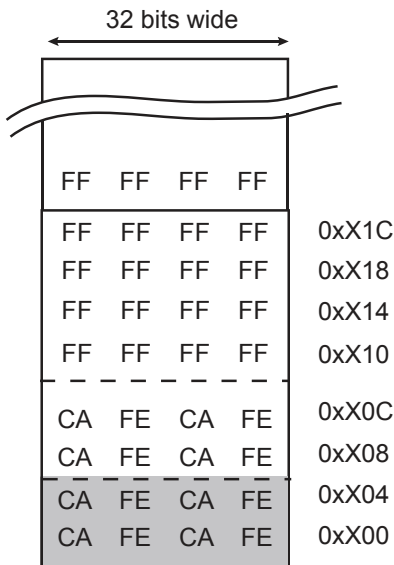 32 bits wide
FF FF FF FF
FF FF FF FF 0xX1C
FF FF FF FF 0xX18
FF FF FF FF 0xX14
FF FF FF FF 0xX10
CA FE CA FE 0xX0C
CA FE CA FE 0xX08
CA FE CA FE 0xX04
CA FE CA FE 0xX00